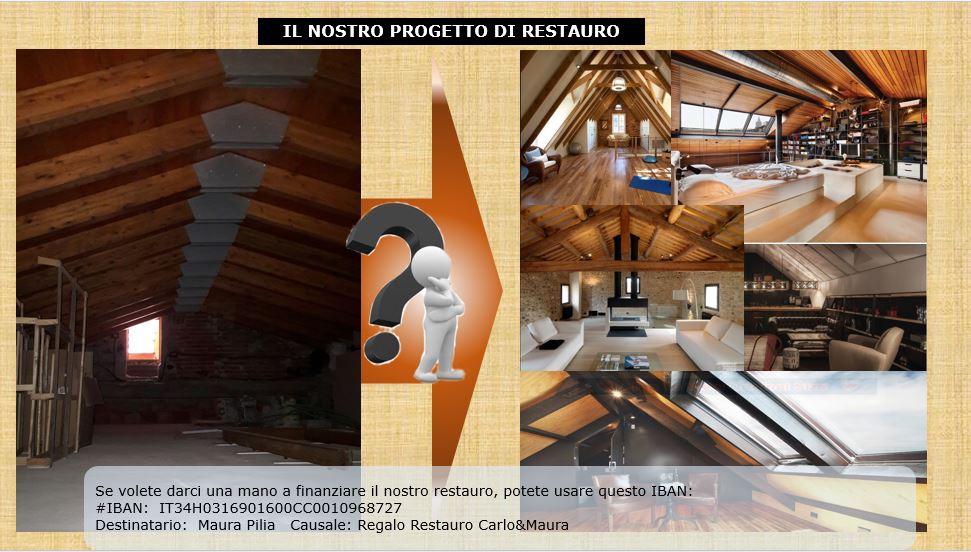 IL NOSTRO PROGETTO DI RESTAURO
Se volete darci una mano a finanziare il nostro restauro, potete usare questo IBAN:
#IBAN:  IT34H0316901600CC0010968727
Destinatario:  Maura Pilia   Causale: Regalo Restauro Carlo&Maura